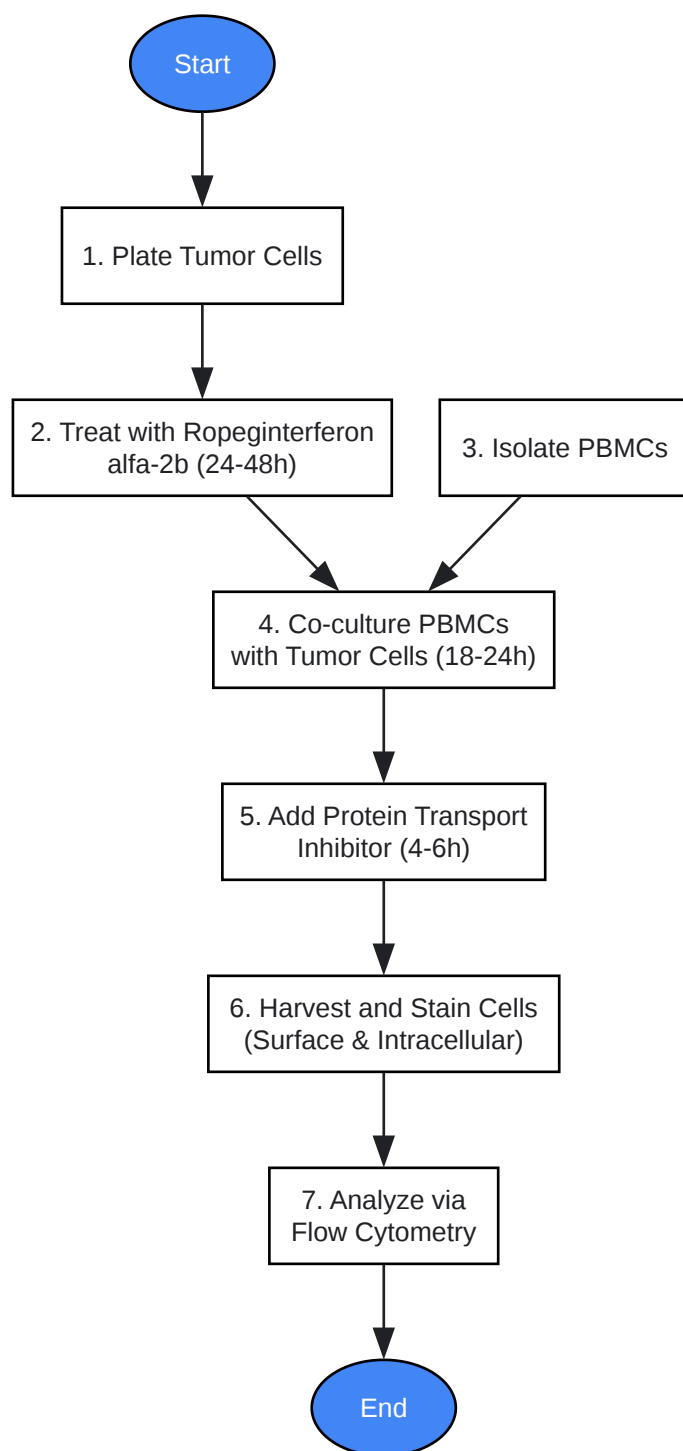 Start
1. Plate Tumor Cells
2. Treat with Ropeginterferon
alfa-2b (24-48h)
3. Isolate PBMCs
4. Co-culture PBMCs
with Tumor Cells (18-24h)
5. Add Protein Transport
Inhibitor (4-6h)
6. Harvest and Stain Cells
(Surface & Intracellular)
7. Analyze via
Flow Cytometry
End